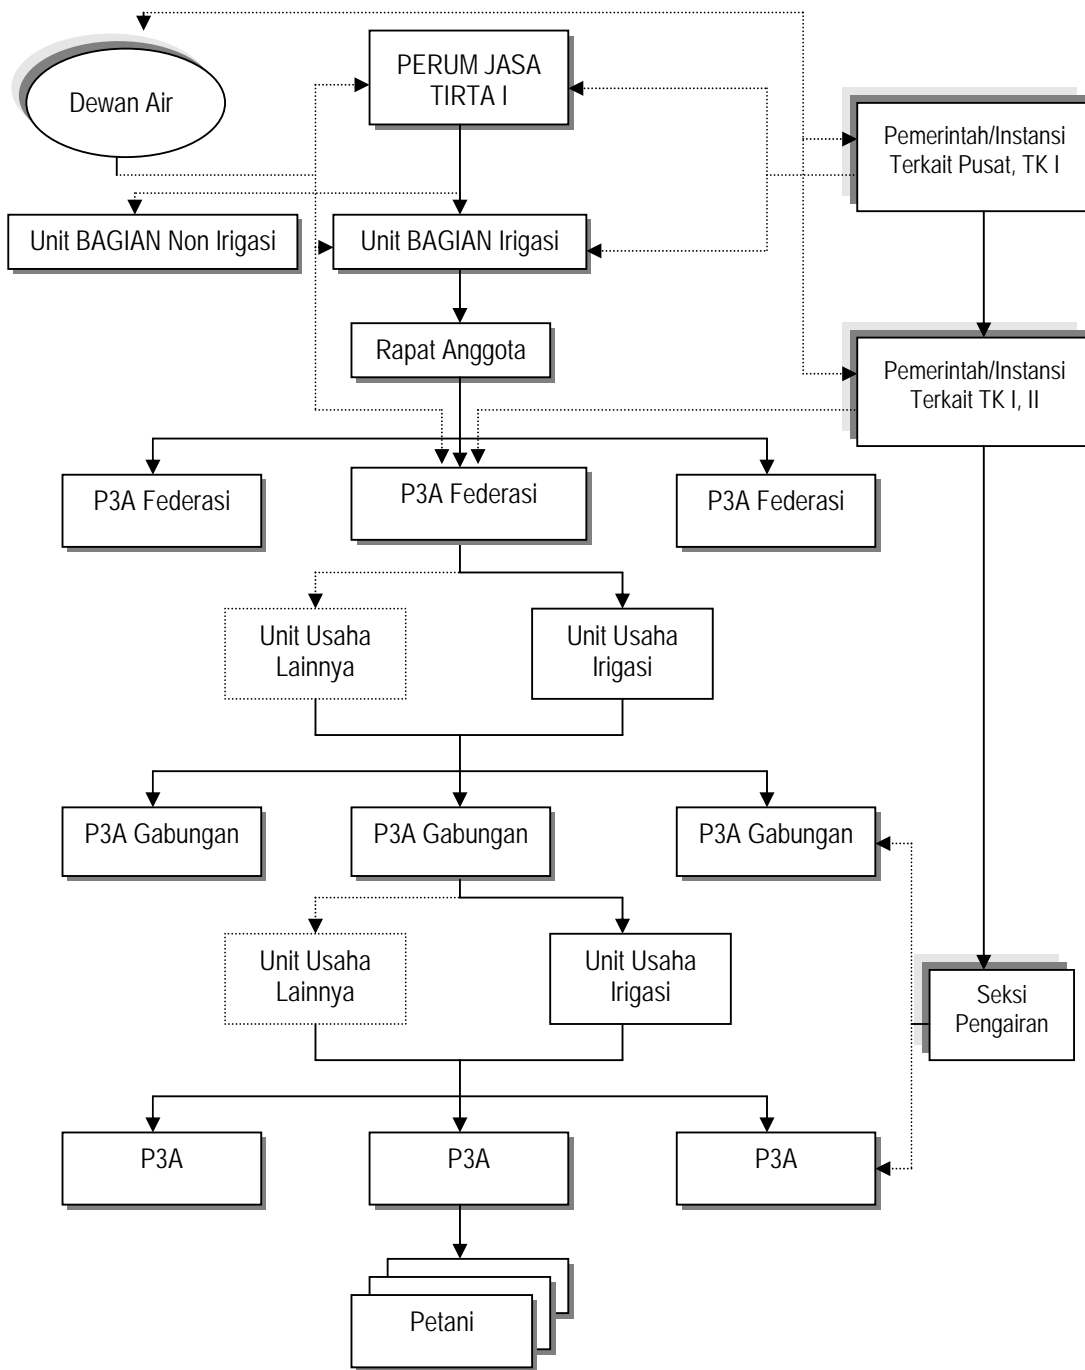 PERUM JASA
TIRTA I
Dewan Air
Pemerintah/Instansi
Terkait Pusat, TK I
Unit BAGIAN Non Irigasi
Unit BAGIAN Irigasi
Rapat Anggota
Pemerintah/Instansi
Terkait TK I, II
P3A Federasi
P3A Federasi
P3A Federasi
Unit Usaha
Lainnya
Unit Usaha
Irigasi
P3A Gabungan
P3A Gabungan
P3A Gabungan
Unit Usaha
Lainnya
Unit Usaha
Irigasi
Seksi
Pengairan
P3A
P3A
P3A
Petani